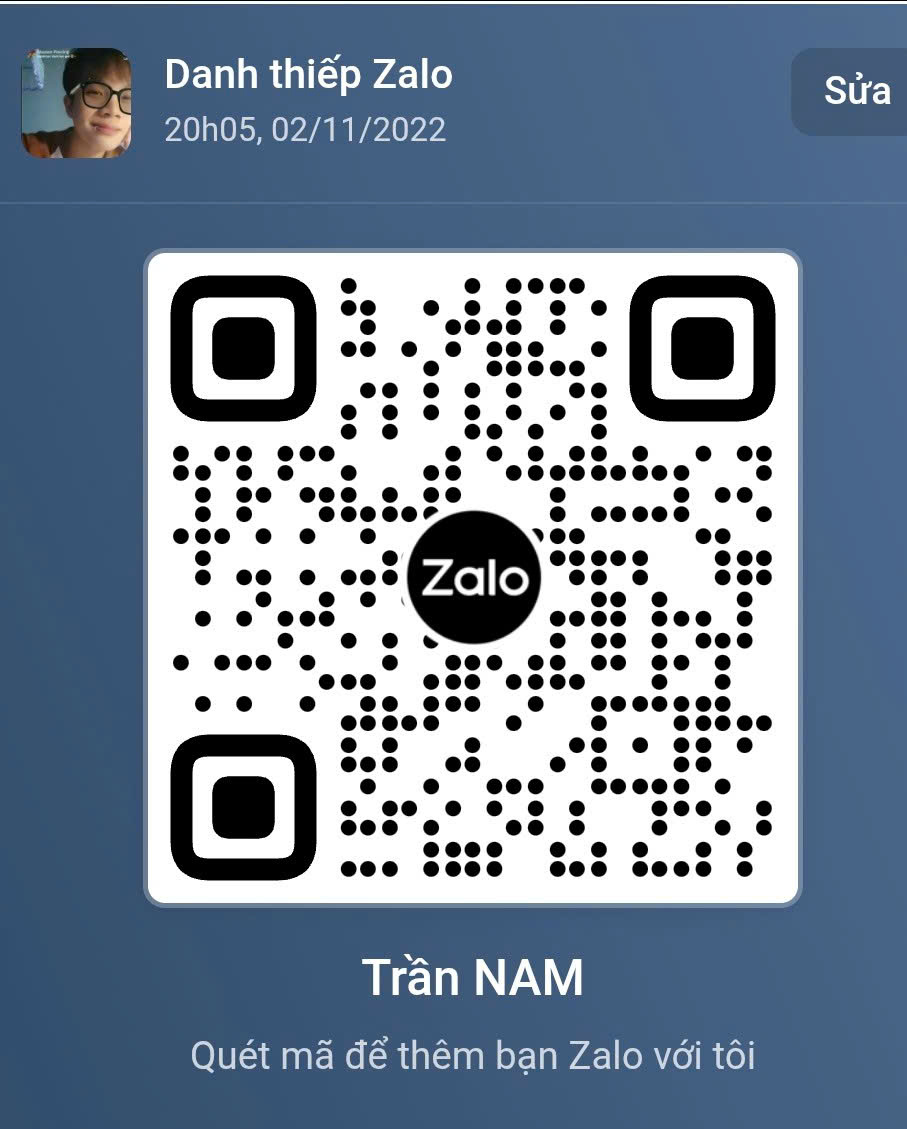 Danh thiếp Zalo
20h05, 02/11/2022
Sửa
Zalo
Trần NAM
Quét mã để thêm bạn Zalo với tôi